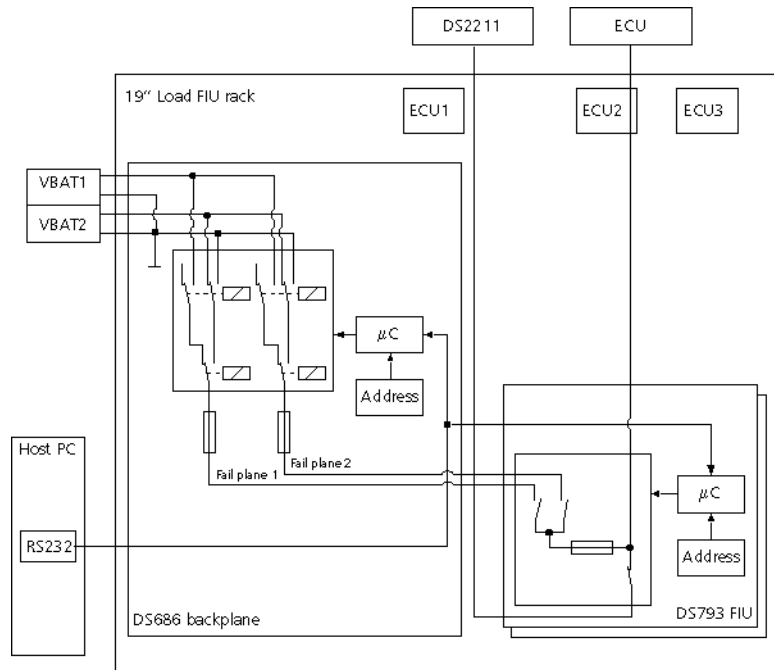 DS2211
ECU
19“ Load FIU rack
ECU1
ECU2
ECU3
VBAT1
VBAT2
µC
Address
Host PC
Fail plane 1
Fail plane 2
µC
RS232
Address
DS686 backplane
DS793 FIU